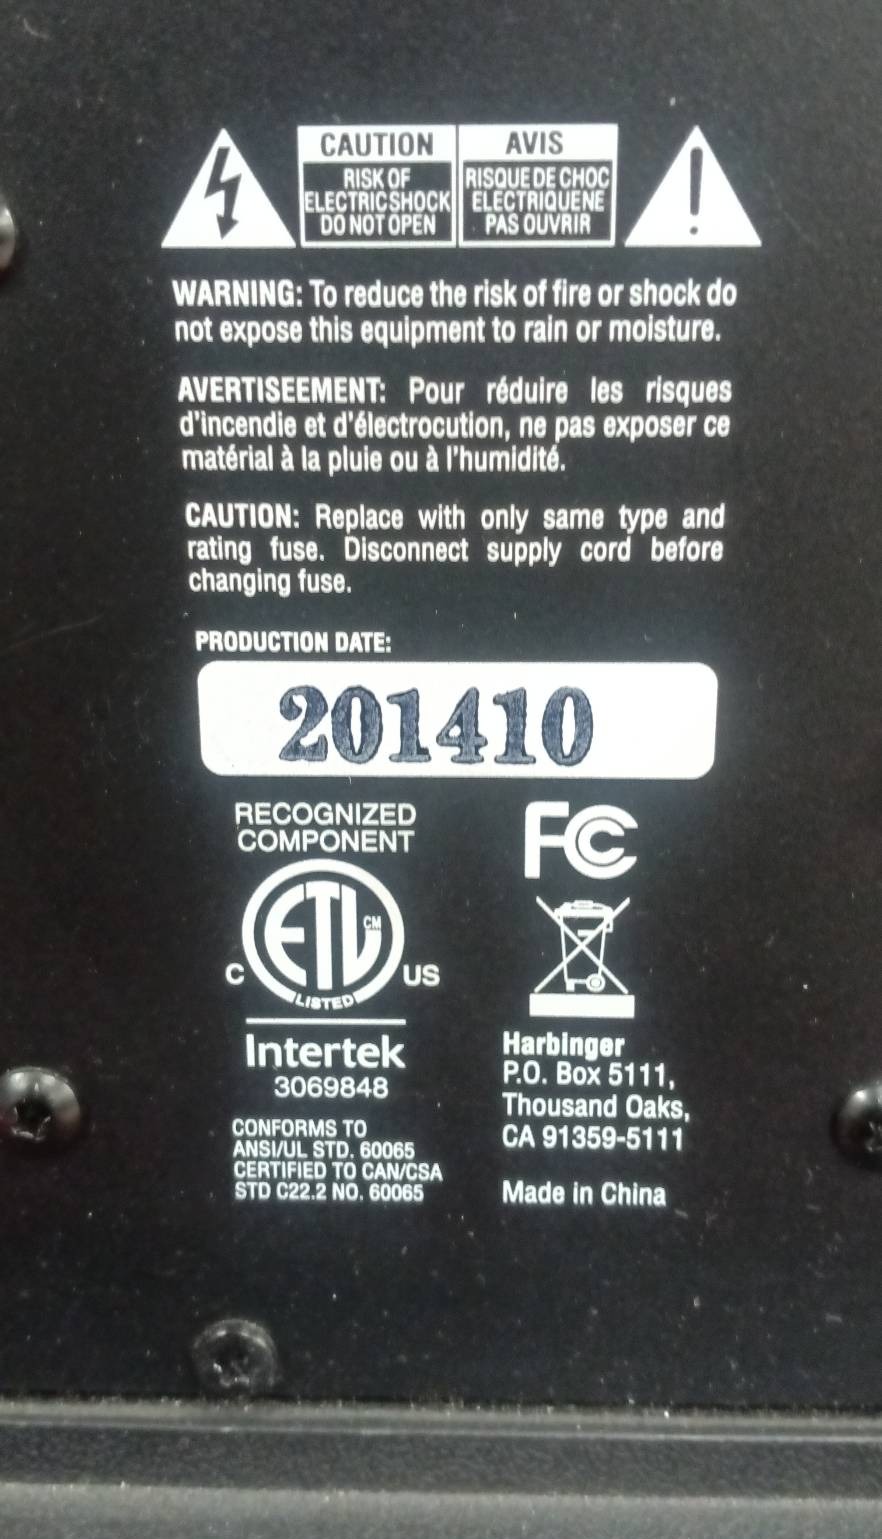 CAUTION
RISK OF
ELECTRIC SHOCK
DO NOT OPEN
AVIS
RISQUE DE CHOC
ELECTRIQUENE
PAS OUVRIR
WARNING: To reduce the risk of fire or shock do
not expose this equipment to rain or moisture.
AVERTISEEMENT: Pour réduire les risques
d'incendie et d'électrocution, ne pas exposer ce
matérial à la pluie ou à l'humidité.
CAUTION: Replace with only same type and
rating fuse. Disconnect supply cord before
changing fuse.
PRODUCTION DATE:
201410
RECOGNIZED
COMPONENT
ETL CM
C US
LISTED
Intertek
3069848
CONFORMS TO
ANSI/UL STD. 60065
CERTIFIED TO CAN/CSA
STD C22.2 NO. 60065
FC
Harbinger
P.O. Box 5111,
Thousand Oaks,
CA 91359-5111
Made in China